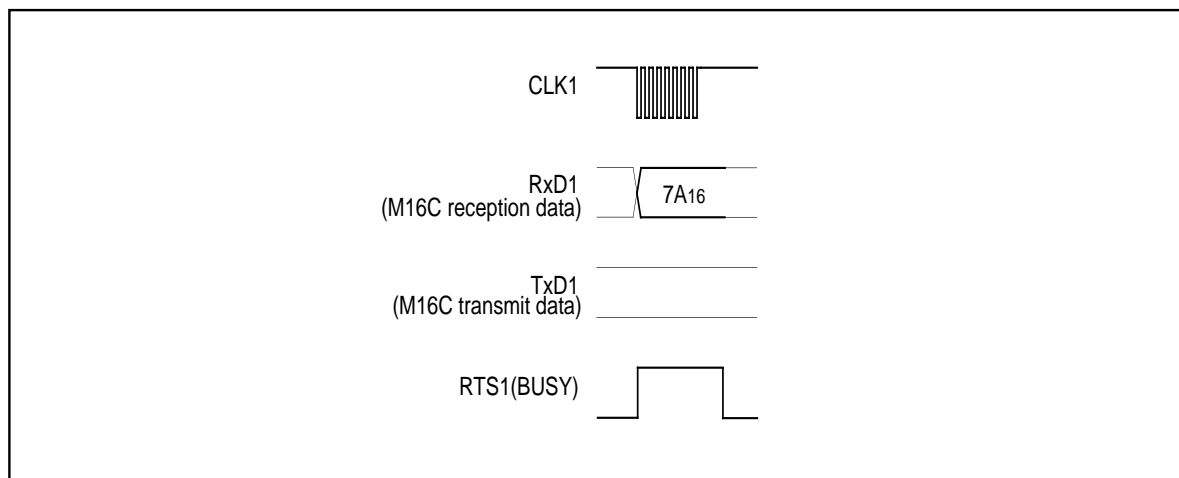 CLK1
RxD1
(M16C reception data)
7A16
TxD1
(M16C transmit data)
RTS1(BUSY)